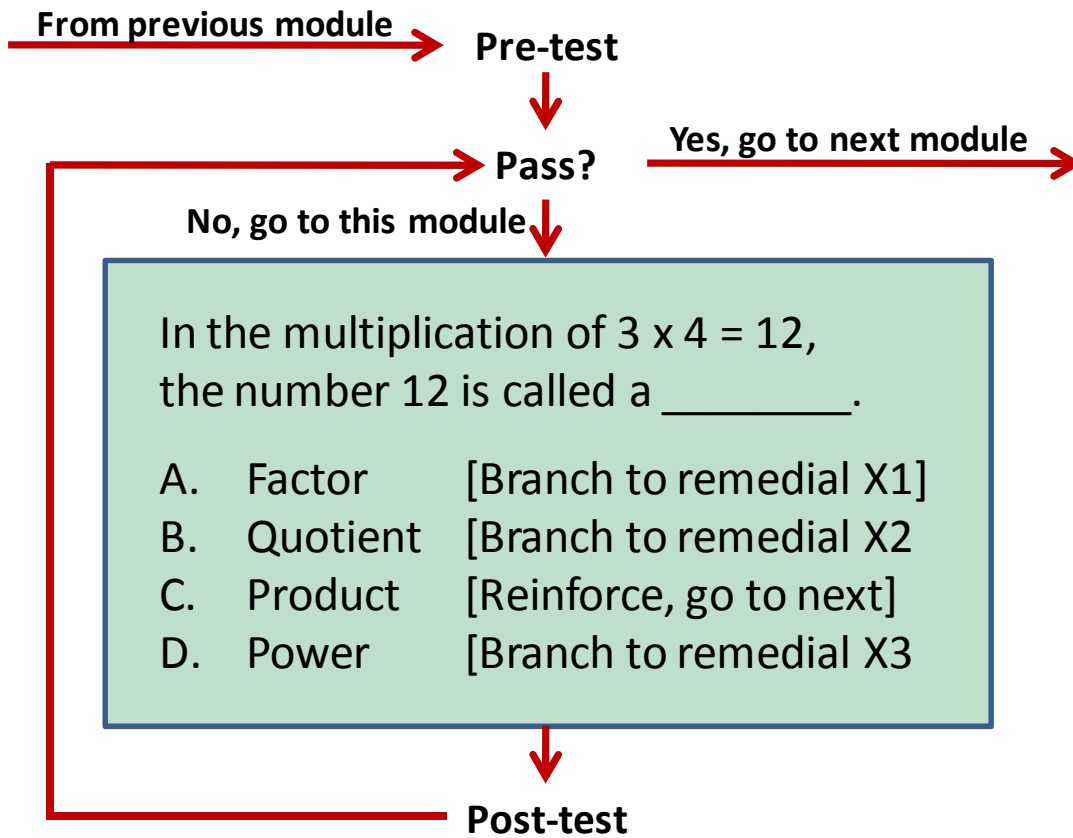 From previous module
Pre-test
Pass?
Yes, go to next module
No, go to this module
In the multiplication of 3 x 4 = 12,
the number 12 is called a ________.
A. Factor [Branch to remedial X1]
B. Quotient [Branch to remedial X2
C. Product [Reinforce, go to next]
D. Power [Branch to remedial X3
Post-test